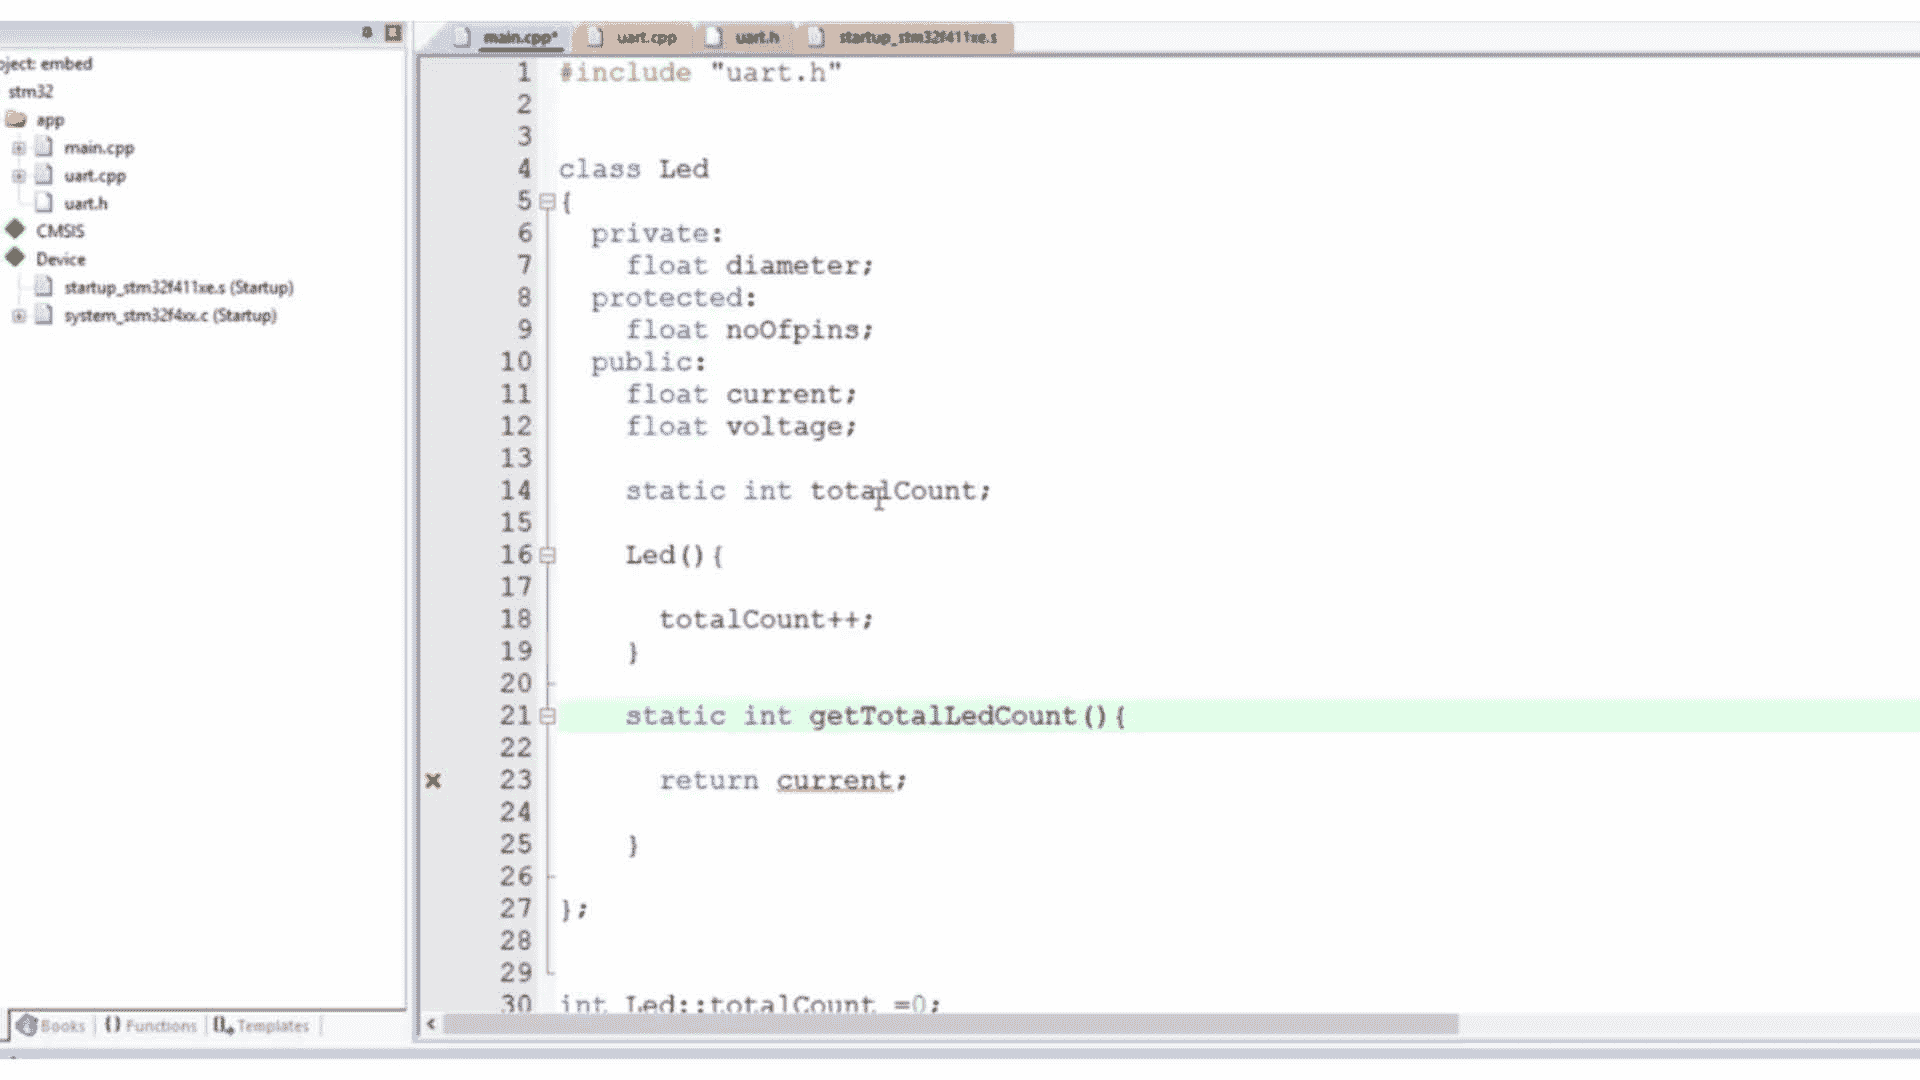 main.cpp*
uart.cpp
uart.h
startup_stm32f411xe.s
oject: embed
stm32
app
main.cpp
uart.cpp
uart.h
CMSIS
Device
startup_stm32f411xe.s (Startup)
system_stm32f4xx.c (Startup)
1 #include "uart.h"
2
3
4 class Led
5 {
6 private:
7 float diameter;
8 protected:
9 float noOfpins;
10 public:
11 float current;
12 float voltage;
13
14 static int totalCount;
15
16 Led(){
17
18 totalCount++;
19 }
20
21 static int getTotalLedCount(){
22
23 return current;
24
25 }
26
27 };
28
29
30 int Led::totalCount =0;
Books
{} Functions
Templates